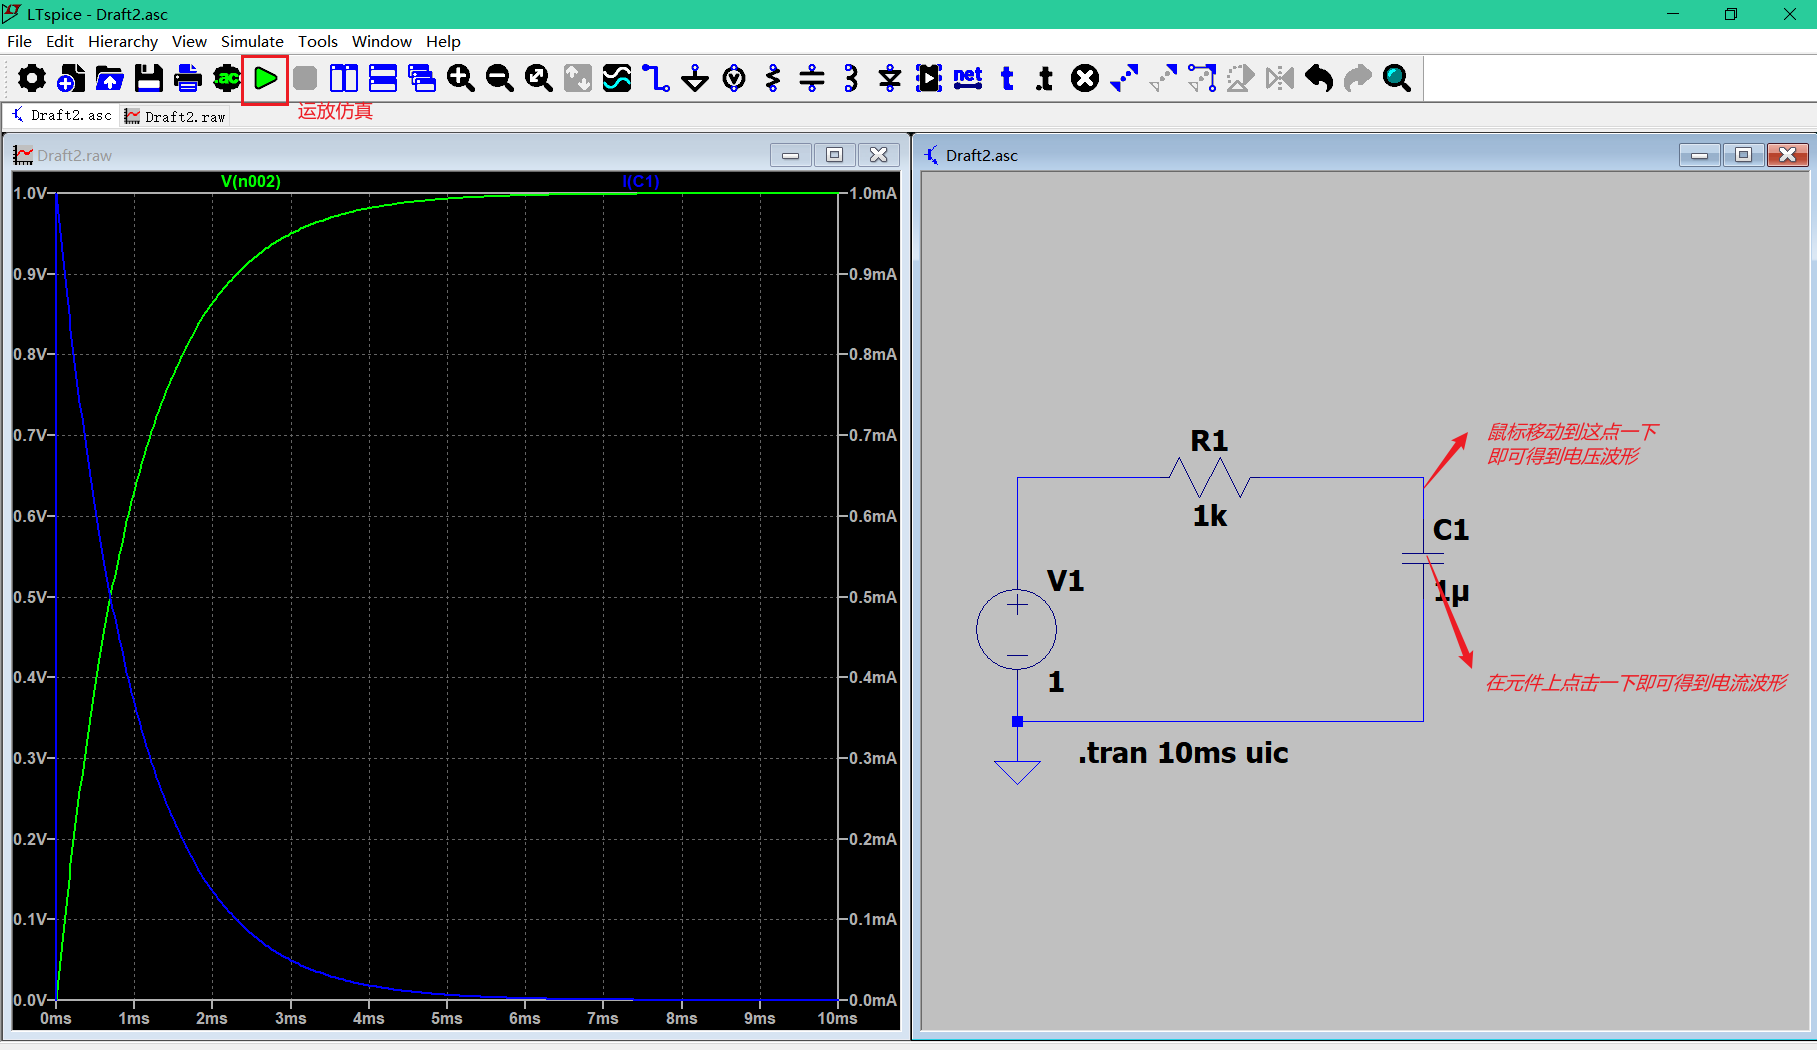 LTspice - Draft2.asc
File Edit Hierarchy View Simulate Tools Window Help
.ac
net
t
.t
Draft2.asc Draft2.raw
运放仿真
Draft2.raw
V(n002) I(C1)
1.0V 1.0mA
0.9V 0.9mA
0.8V 0.8mA
0.7V 0.7mA
0.6V 0.6mA
0.5V 0.5mA
0.4V 0.4mA
0.3V 0.3mA
0.2V 0.2mA
0.1V 0.1mA
0.0V 0.0mA
0ms 1ms 2ms 3ms 4ms 5ms 6ms 7ms 8ms 9ms 10ms
Draft2.asc
鼠标移动到这点一下
即可得到电压波形
R1
1k
C1
1µ
V1
1
在元件上点击一下即可得到电流波形
.tran 10ms uic